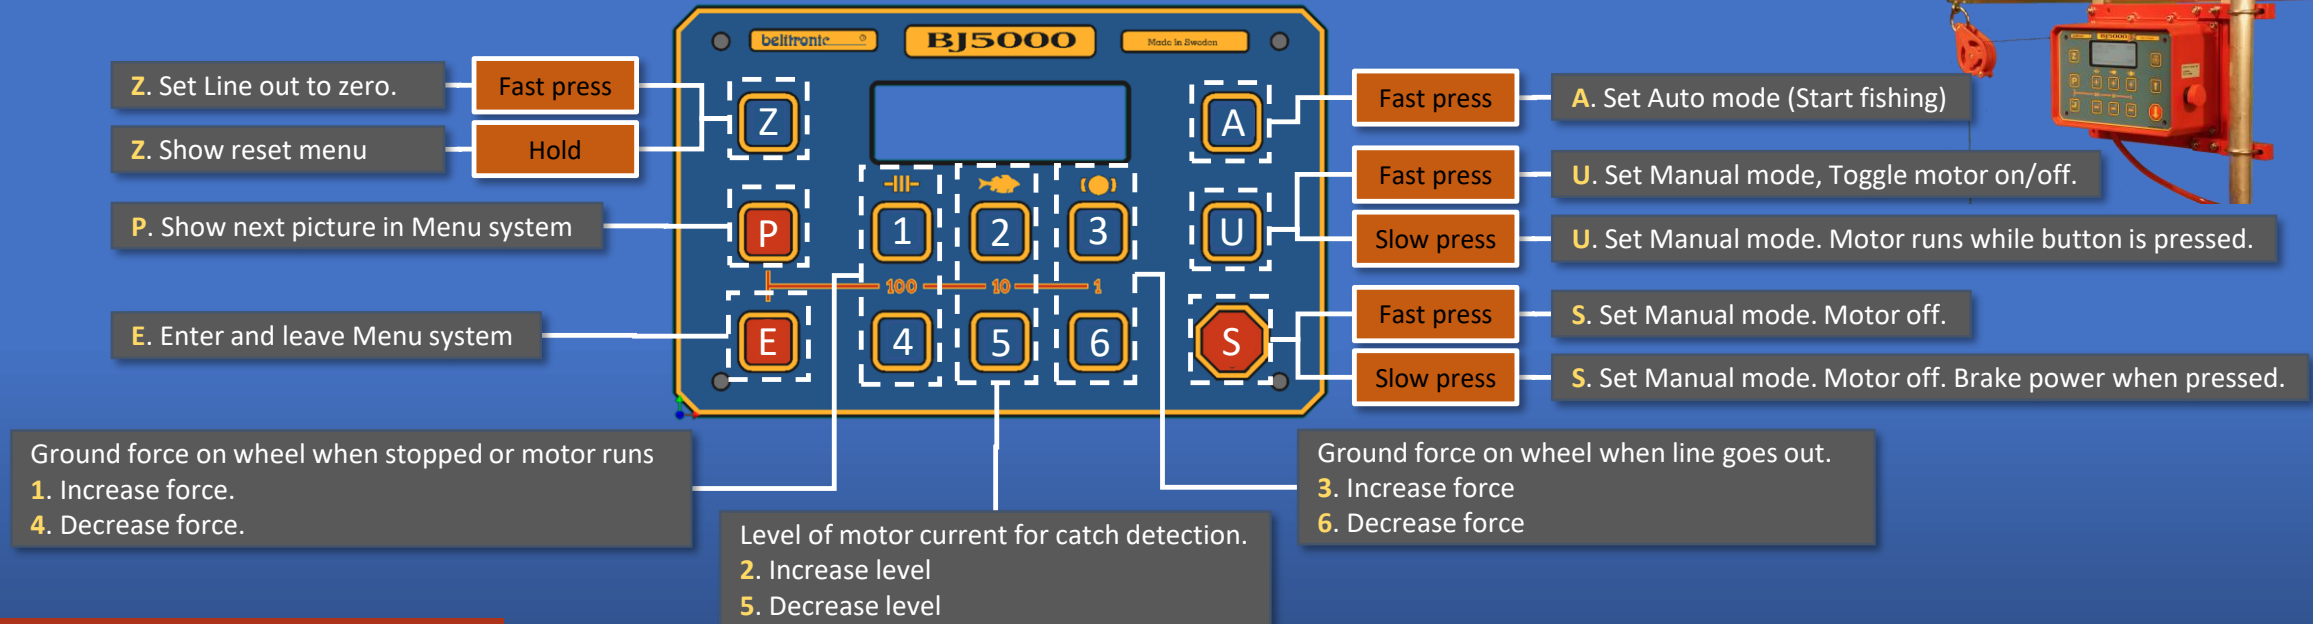 belitronic
BJ5000
Made in Sweden
BJ5000
Z. Set Line out to zero.
Fast press
Z. Show reset menu
Hold
P. Show next picture in Menu system
E. Enter and leave Menu system
Z
A
P
1
2
3
U
100
10
1
E
4
5
6
S
Fast press
A. Set Auto mode (Start fishing)
Fast press
U. Set Manual mode, Toggle motor on/off.
Slow press
U. Set Manual mode. Motor runs while button is pressed.
Fast press
S. Set Manual mode. Motor off.
Slow press
S. Set Manual mode. Motor off. Brake power when pressed.
Ground force on wheel when stopped or motor runs
1. Increase force.
4. Decrease force.
Level of motor current for catch detection.
2. Increase level
5. Decrease level
Ground force on wheel when line goes out.
3. Increase force
6. Decrease force